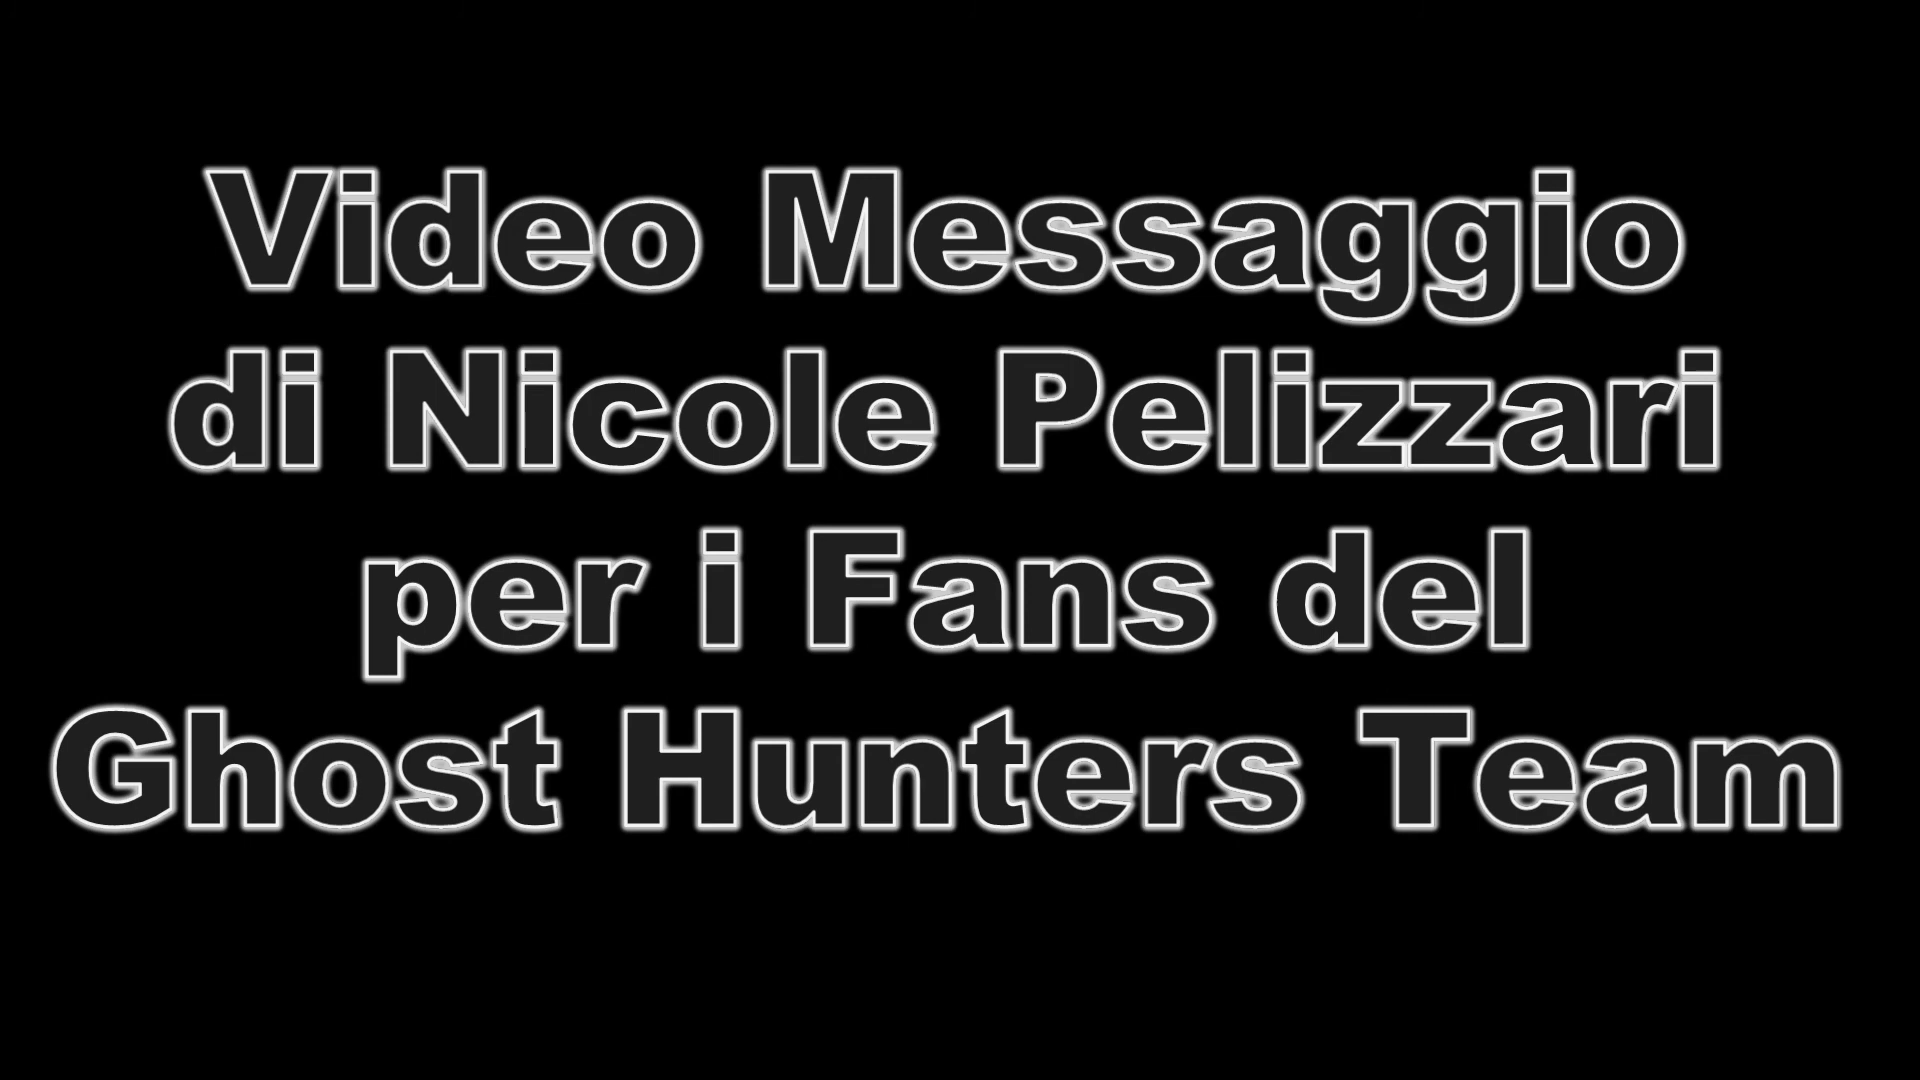 Video Messaggio
di Nicole Pelizzari
per i Fans del
Ghost Hunters Team